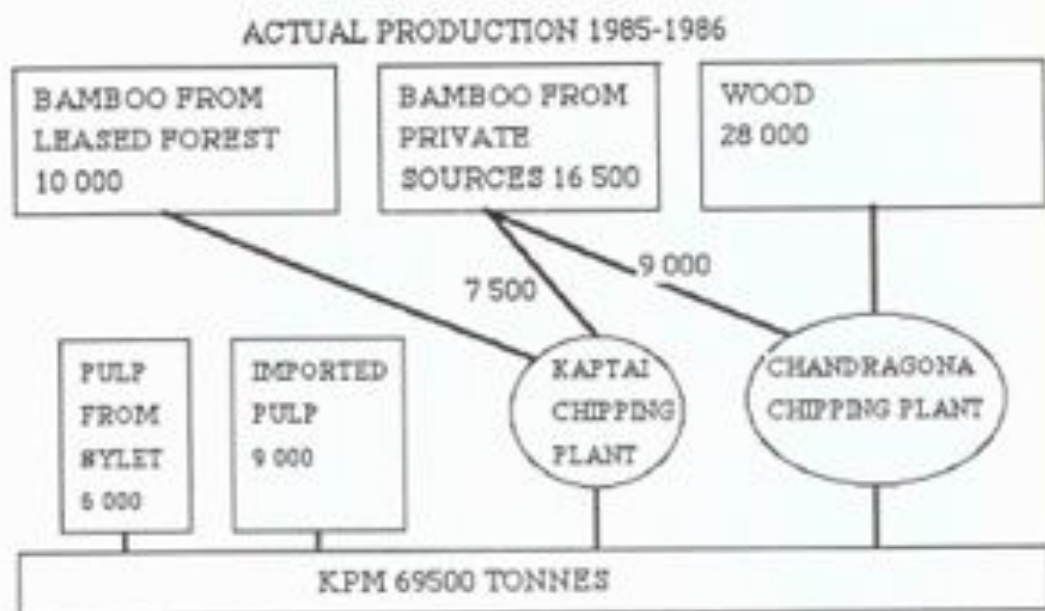 ACTUAL PRODUCTION 1985-1986
BAMBOO FROM
LEASED FOREST
10 000
BAMBOO FROM
PRIVATE
SOURCES 16 500
WOOD
28 000
7 500
9 000
PULP
FROM
SYLET
6 000
IMPORTED
PULP
9 000
KAPTAI
CHIPPING
PLANT
CHANDRAGONA
CHIPPING PLANT
KPM 69500 TONNES